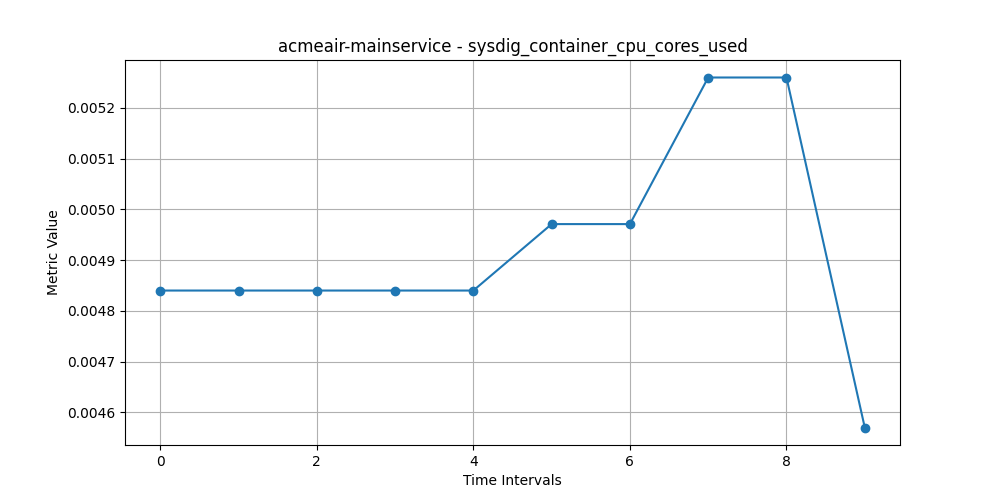 acmeair-mainservice - sysdig_container_cpu_cores_used
Metric Value
0.0052
0.0051
0.0050
0.0049
0.0048
0.0047
0.0046
0 2 4 6 8
Time Intervals